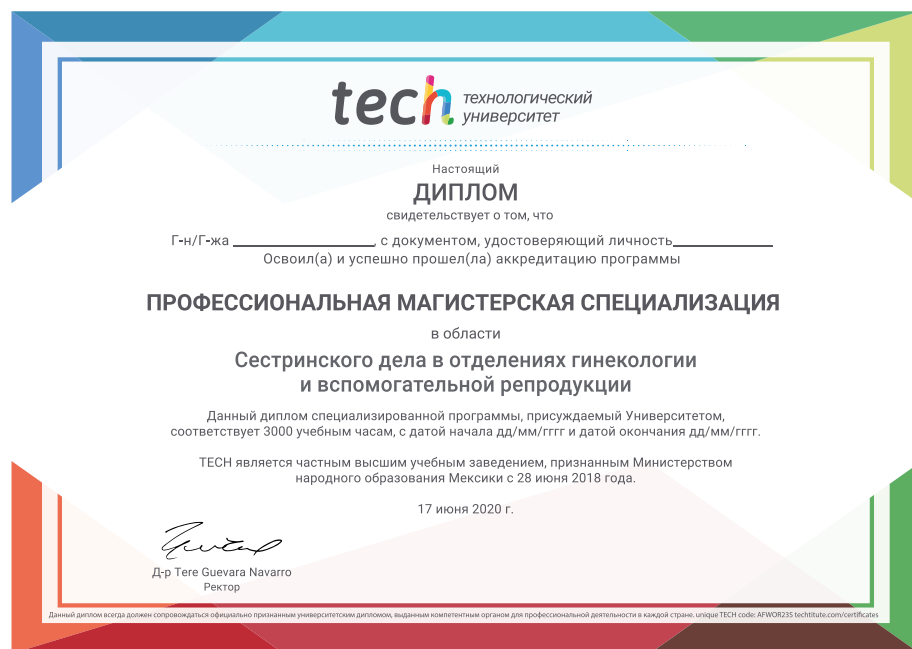 tech технологический
университет
Настоящий
ДИПЛОМ
свидетельствует о том, что
Г-н/Г-жа ____________________, с документом, удостоверяющий личность______________
Освоил(а) и успешно прошел(ла) аккредитацию программы
ПРОФЕССИОНАЛЬНАЯ МАГИСТЕРСКАЯ СПЕЦИАЛИЗАЦИЯ
в области
Сестринского дела в отделениях гинекологии
и вспомогательной репродукции
Данный диплом специализированной программы, присуждаемый Университетом,
соответствует 3000 учебным часам, с датой начала дд/мм/гггг и датой окончания дд/мм/гггг.
TECH является частным высшим учебным заведением, признанным Министерством
народного образования Мексики с 28 июня 2018 года.
17 июня 2020 г.
Д-р Tere Guevara Navarro
Ректор
Данный диплом всегда должен сопровождаться официально признанным университетским дипломом, выданным компетентным органом для профессиональной деятельности в каждой стране, unique TECH code: AFWOR235 techtitute.com/certificates